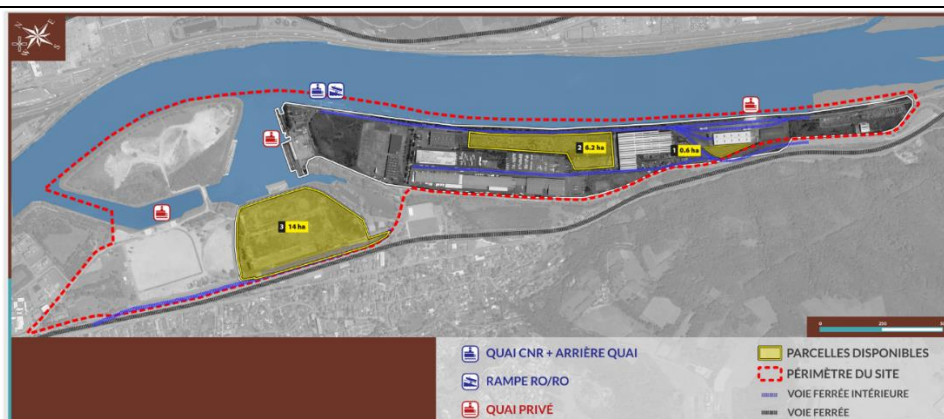 2 6.2 ha
1 0.6 ha
3 14 ha
QUAI CNR + ARRIÈRE QUAI
RAMPE RO/RO
QUAI PRIVÉ
PARCELLES DISPONIBLES
PÉRIMÈTRE DU SITE
VOIE FERRÉE INTÉRIEURE
VOIE FERRÉE